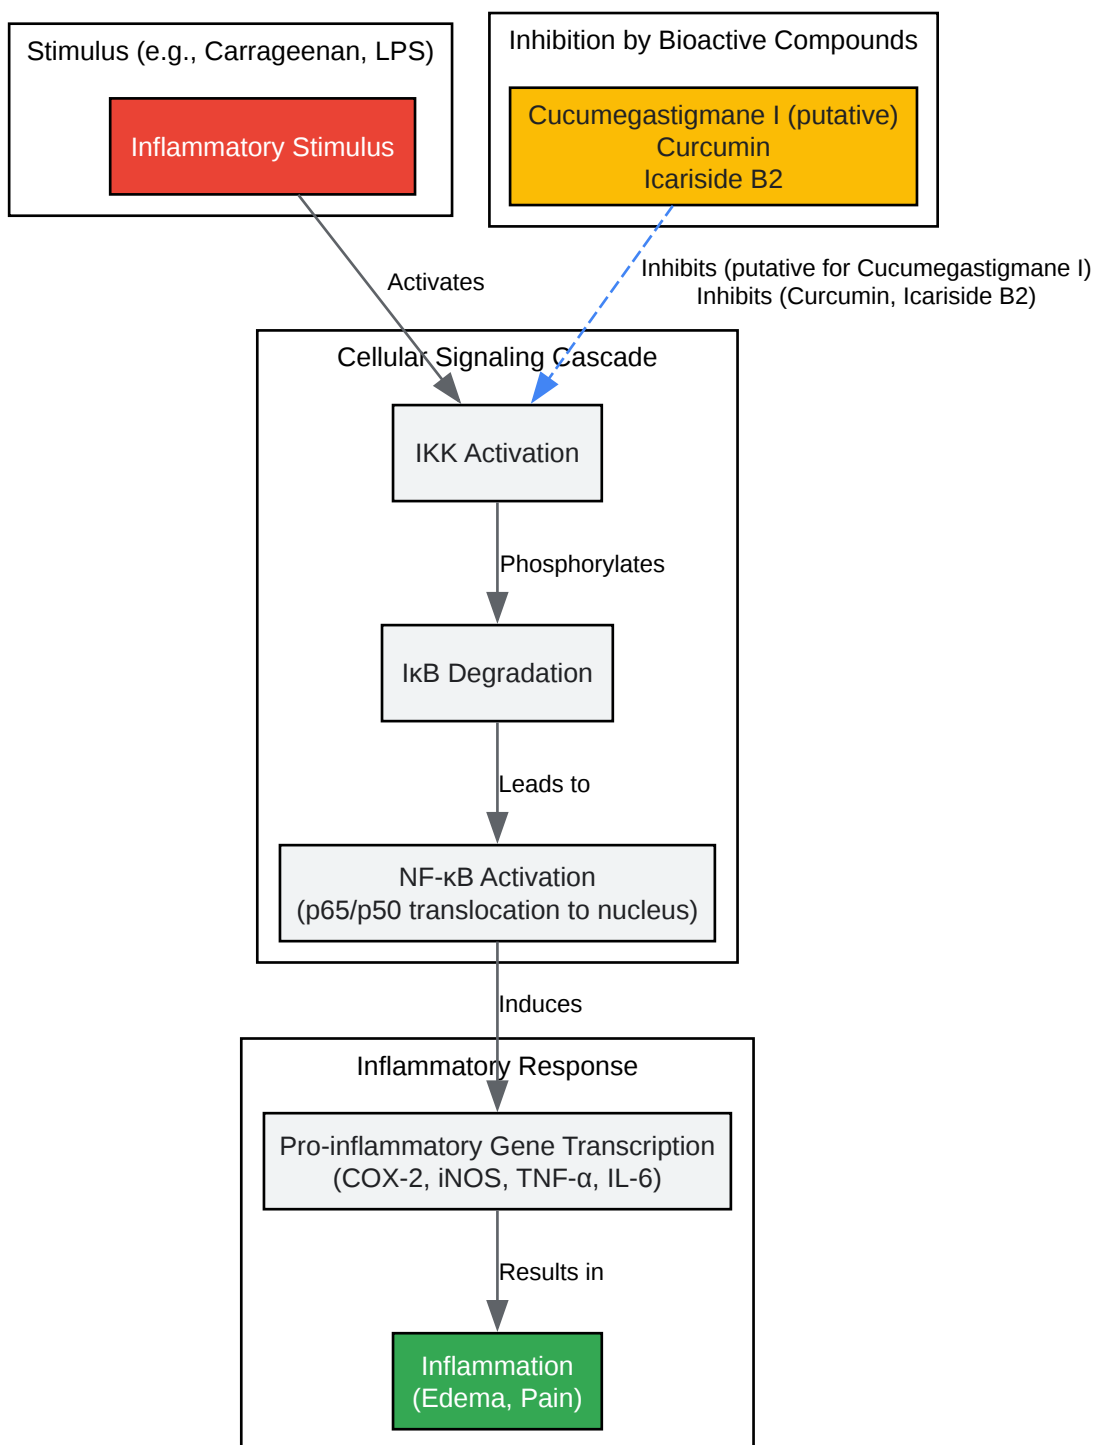 Stimulus (e.g., Carrageenan, LPS)
Inflammatory Stimulus
Inhibition by Bioactive Compounds
Cucumegastigmane I (putative)
Curcumin
Icariside B2
Activates
Inhibits (putative for Cucumegastigmane I)
Inhibits (Curcumin, Icariside B2)
Cellular Signaling Cascade
IKK Activation
Phosphorylates
IκB Degradation
Leads to
NF-κB Activation
(p65/p50 translocation to nucleus)
Induces
Inflammatory Response
Pro-inflammatory Gene Transcription
(COX-2, iNOS, TNF-α, IL-6)
Results in
Inflammation
(Edema, Pain)